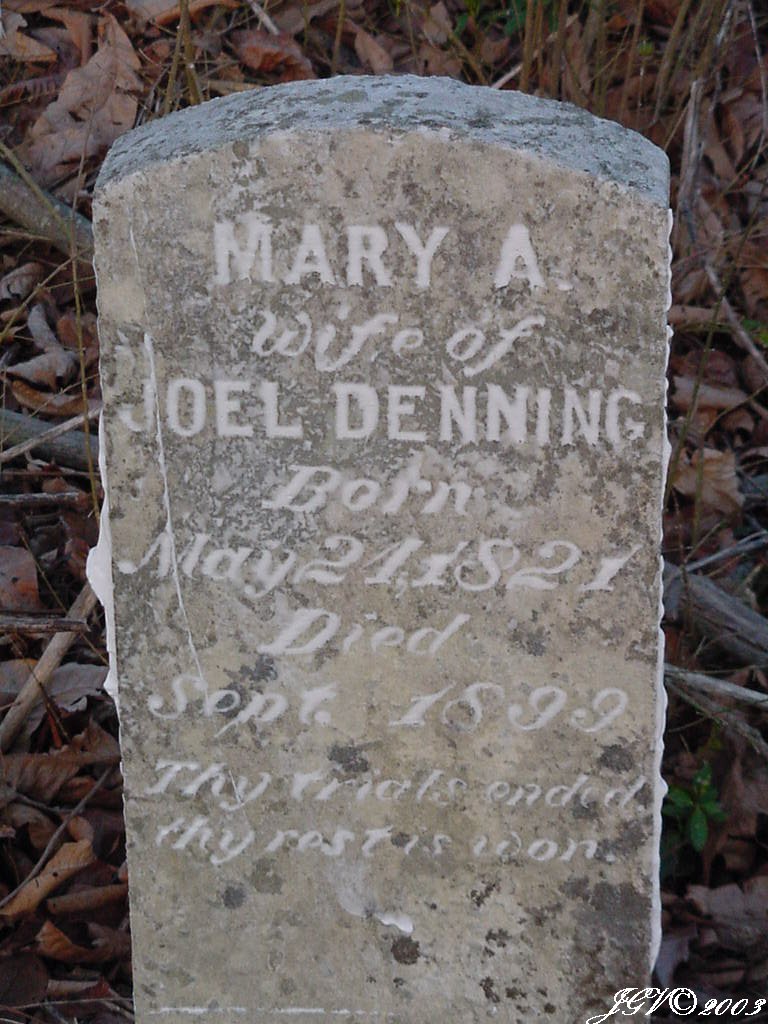 MARY A.
Wife of
JOEL DENNING
Born
May 21, 1821
Died
Sept. 1899
Thy trials ended
thy rest is won.
JGV©2003